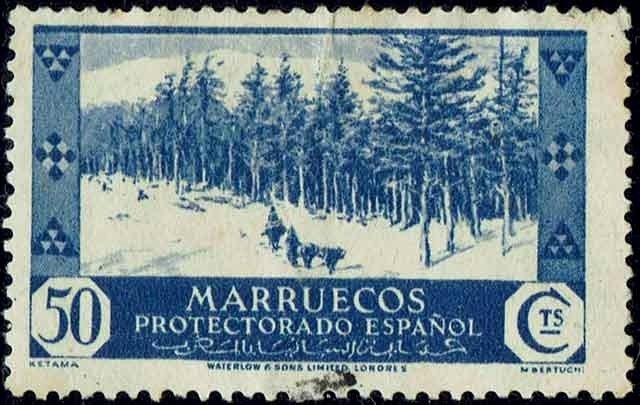 MARRUECOS
50 PROTECTORADO ESPAÑOL CTS
KETAMA WATERLOW & SONS LIMITED, LONDRES M BERTUCHI